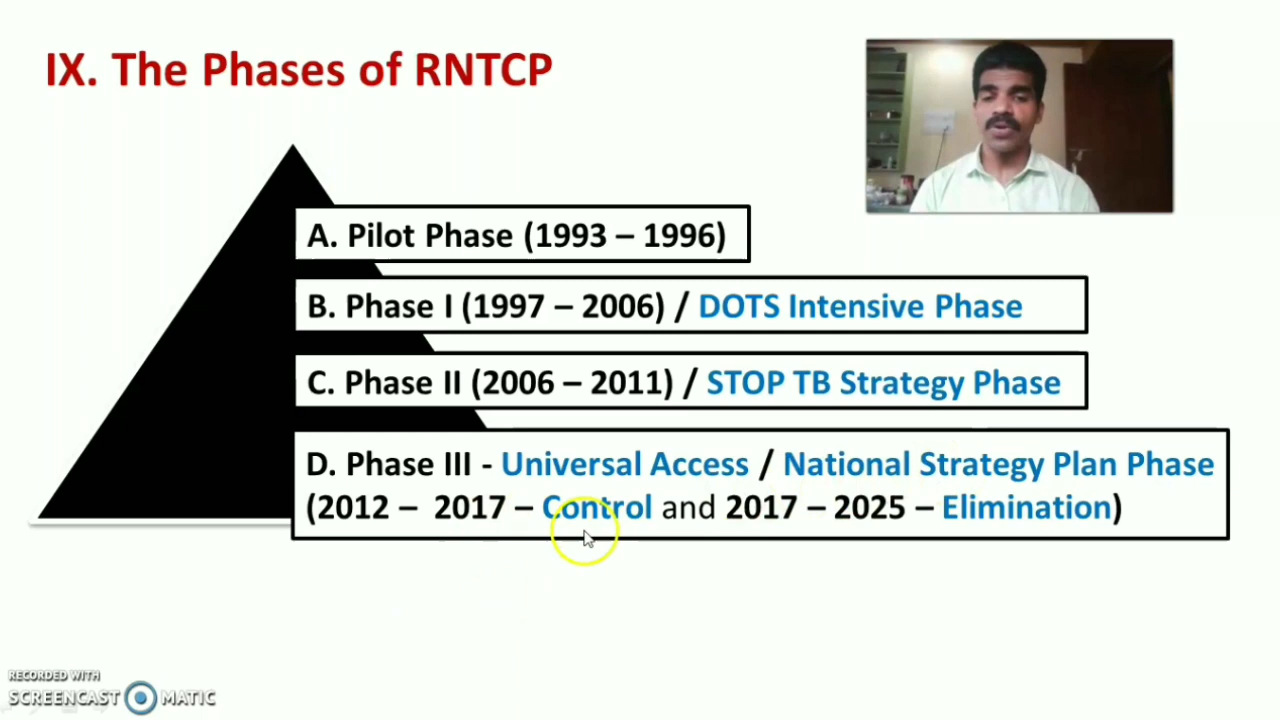 IX. The Phases of RNTCP
A. Pilot Phase (1993 – 1996)
B. Phase I (1997 – 2006) / DOTS Intensive Phase
C. Phase II (2006 – 2011) / STOP TB Strategy Phase
D. Phase III - Universal Access / National Strategy Plan Phase
(2012 – 2017 – Control and 2017 – 2025 – Elimination)
RECORDED WITH
SCREENCAST MATIC